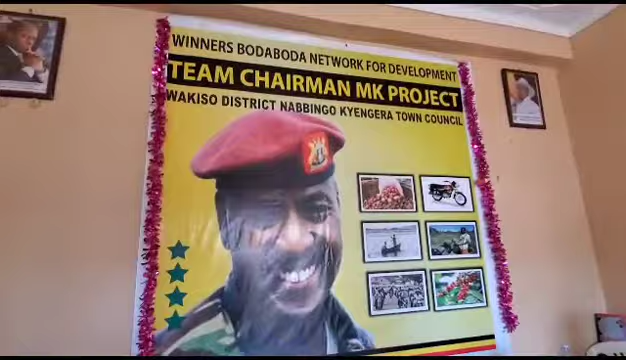 WINNERS BODABODA NETWORK FOR DEVELOPMENT
TEAM CHAIRMAN MK PROJECT
WAKISO DISTRICT NABBINGO KYENGERA TOWN COUNCIL